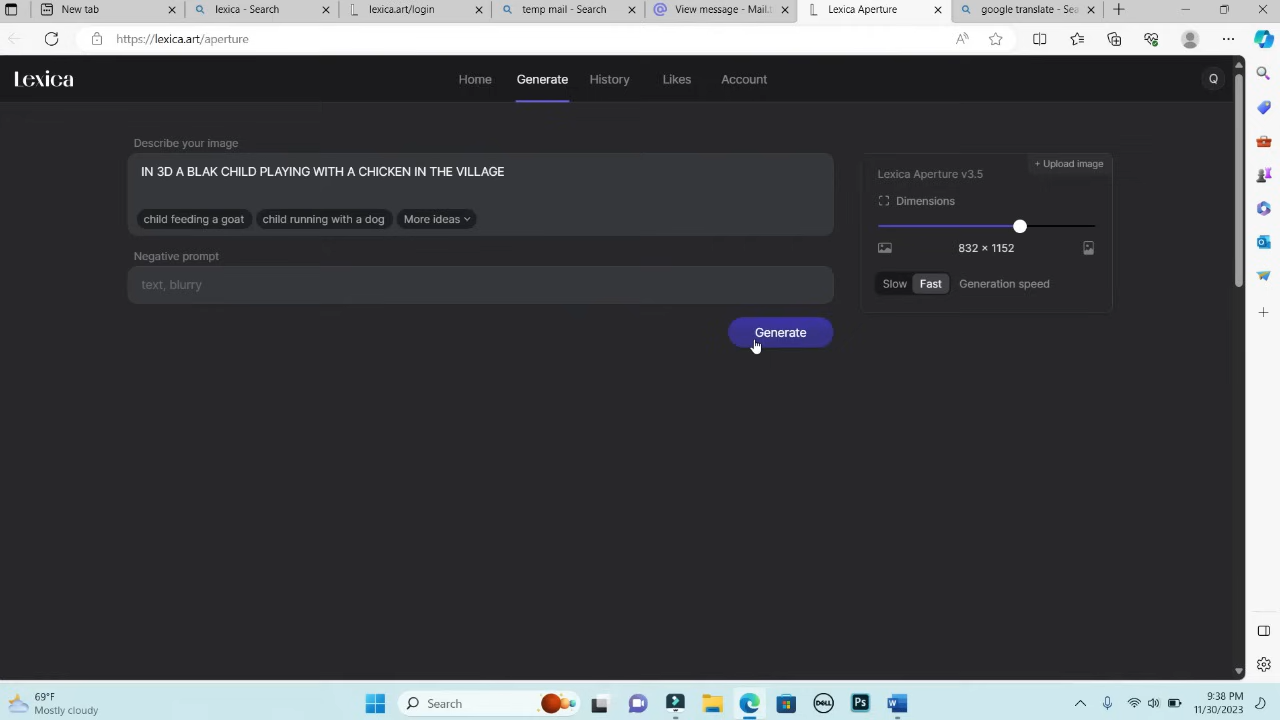 New tab
lexica - Search
lexica.art/login
temp mail - Search
View message - Mail.t
Lexica Aperture
google translate - Sea
https://lexica.art/aperture
Lexica
Home
Generate
History
Likes
Account
Q
Describe your image
IN 3D A BLAK CHILD PLAYING WITH A CHICKEN IN THE VILLAGE
child feeding a goat
child running with a dog
More ideas
Negative prompt
text, blurry
Generate
+ Upload image
Lexica Aperture v3.5
Dimensions
832 × 1152
Slow
Fast
Generation speed
69°F
Mostly cloudy
Search
DELL
Ps
W
9:38 PM
11/30/2023